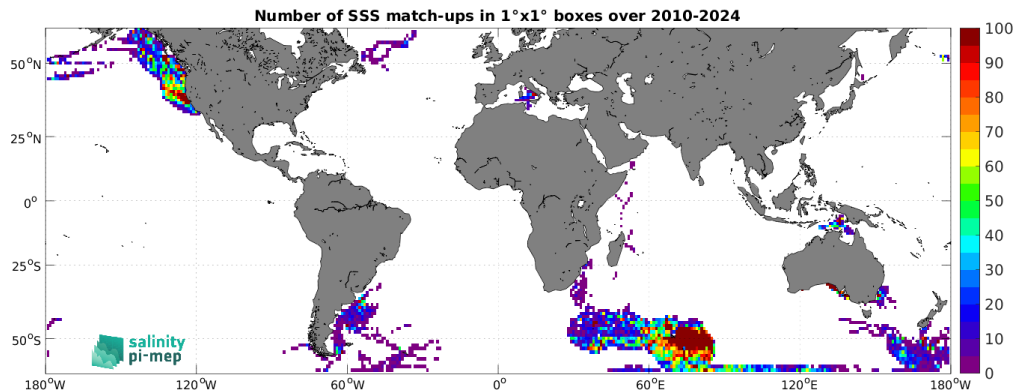 Number of SSS match-ups in 1°x1° boxes over 2010-2024
50°N
25°N
0°
25°S
50°S
180°W
120°W
60°W
0°
60°E
120°E
180°W
100
90
80
70
60
50
40
30
20
10
0
salinity
pi-mep